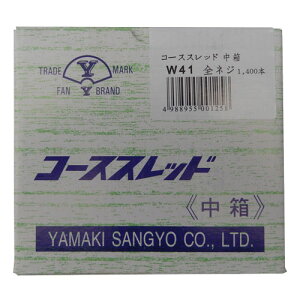 コーススレッド 中箱
W41 全ネジ 1,400本
4988955001258
TRADE MARK
Y
FAN BRAND
コーススレッド
《中箱》
YAMAKI SANGYO CO., LTD.